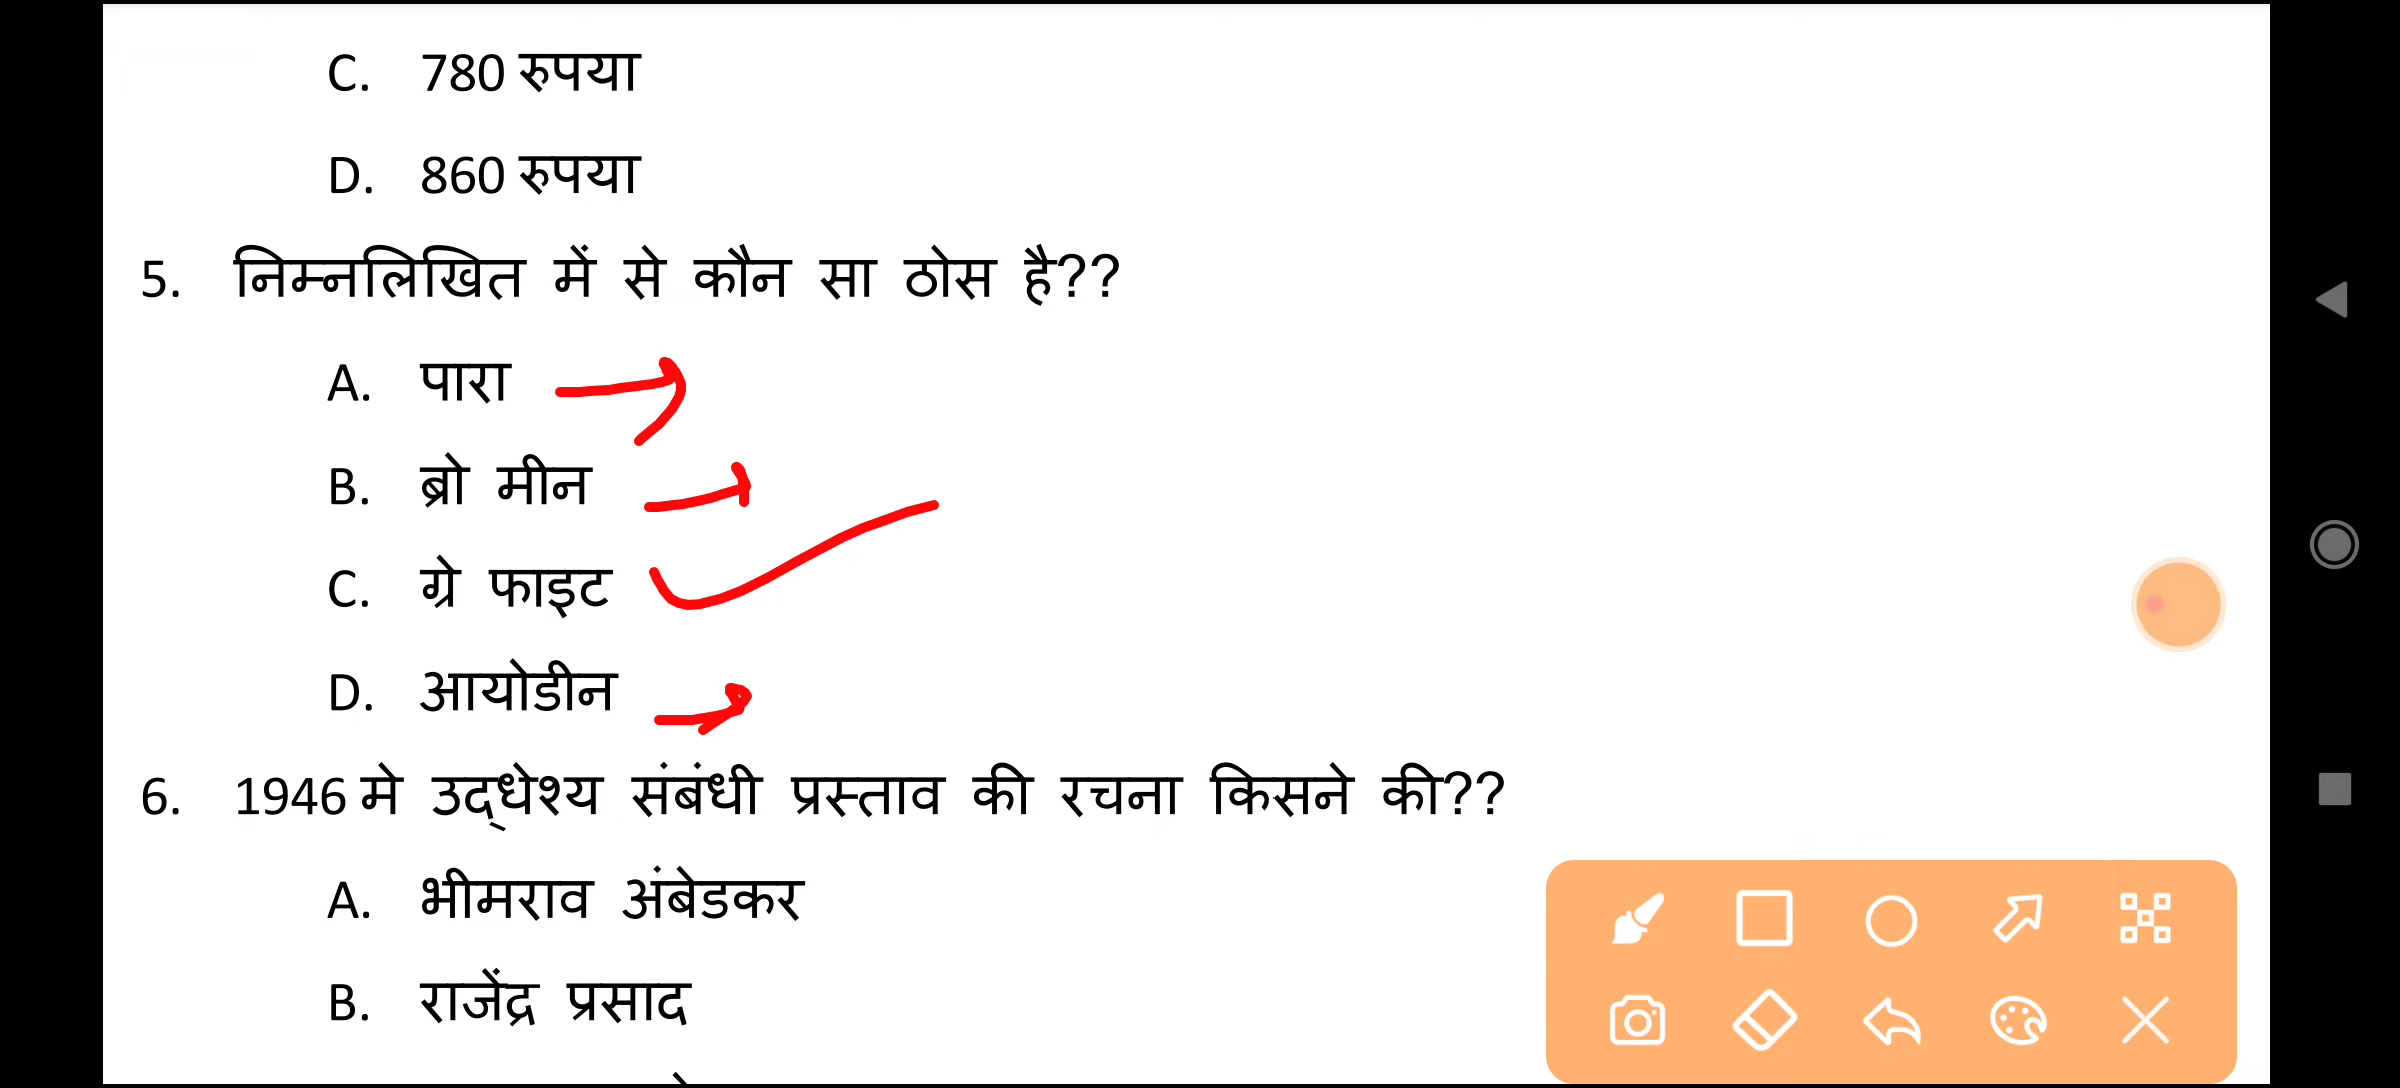 C. 780 रुपया
D. 860 रुपया
5. निम्नलिखित में से कौन सा ठोस है??
A. पारा
B. ब्रो मीन
C. ग्रे फाइट
D. आयोडीन
6. 1946 मे उद्धेश्य संबंधी प्रस्ताव की रचना किसने की??
A. भीमराव अंबेडकर
B. राजेंद्र प्रसाद